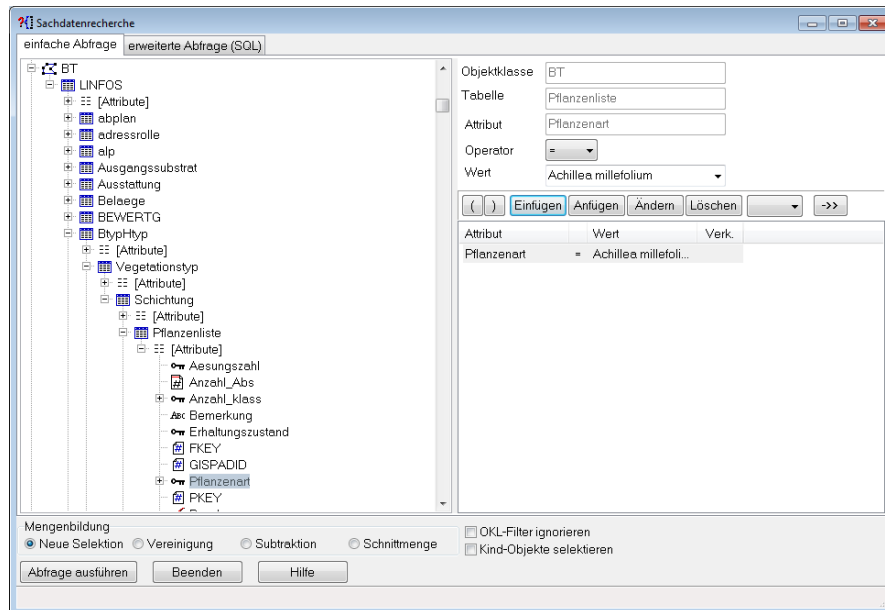 Sachdatenrecherche
einfache Abfrage erweiterte Abfrage (SQL)
BT
LINFOS
[Attribute]
abplan
adressrolle
alp
Ausgangssubstrat
Ausstattung
Belaege
BEWERTG
BtypHtyp
[Attribute]
Vegetationstyp
[Attribute]
Schichtung
[Attribute]
Pflanzenliste
[Attribute]
Aesungszahl
Anzahl_Abs
Anzahl_klass
ABC Bemerkung
Erhaltungszustand
# FKEY
# GISPADID
Pflanzenart
# PKEY
Objektklasse BT
Tabelle Pflanzenliste
Attribut Pflanzenart
Operator =
Wert Achillea millefolium
( ) Einfügen Anfügen Ändern Löschen ->>
Attribut Wert Verk.
Pflanzenart = Achillea millefoli...
Mengenbildung
Neue Selektion Vereinigung Subtraktion Schnittmenge
OKL-Filter ignorieren
Kind-Objekte selektieren
Abfrage ausführen Beenden Hilfe